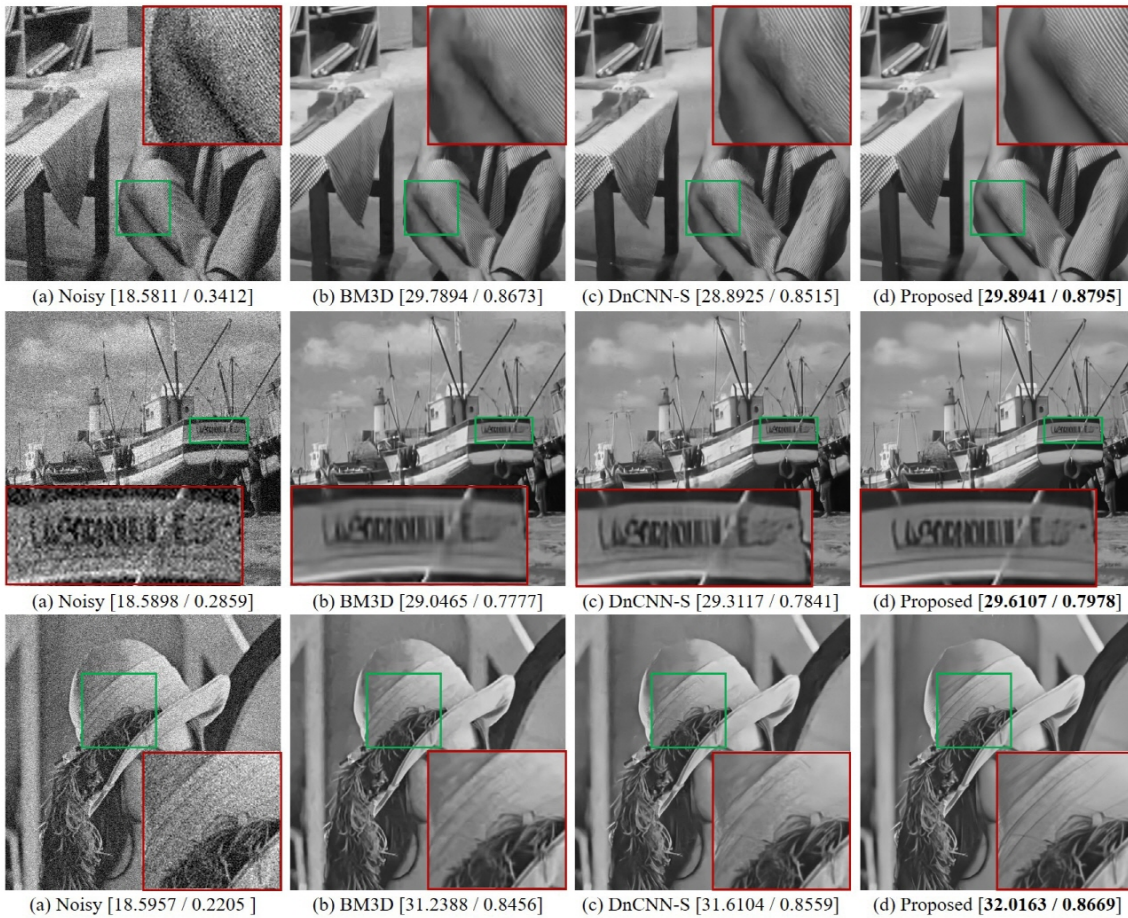 (a) Noisy [18.5811 / 0.3412] (b) BM3D [29.7894 / 0.8673] (c) DnCNN-S [28.8925 / 0.8515] (d) Proposed [29.8941 / 0.8795]
(a) Noisy [18.5898 / 0.2859] (b) BM3D [29.0465 / 0.7777] (c) DnCNN-S [29.3117 / 0.7841] (d) Proposed [29.6107 / 0.7978]
(a) Noisy [18.5957 / 0.2205 ] (b) BM3D [31.2388 / 0.8456] (c) DnCNN-S [31.6104 / 0.8559] (d) Proposed [32.0163 / 0.8669]